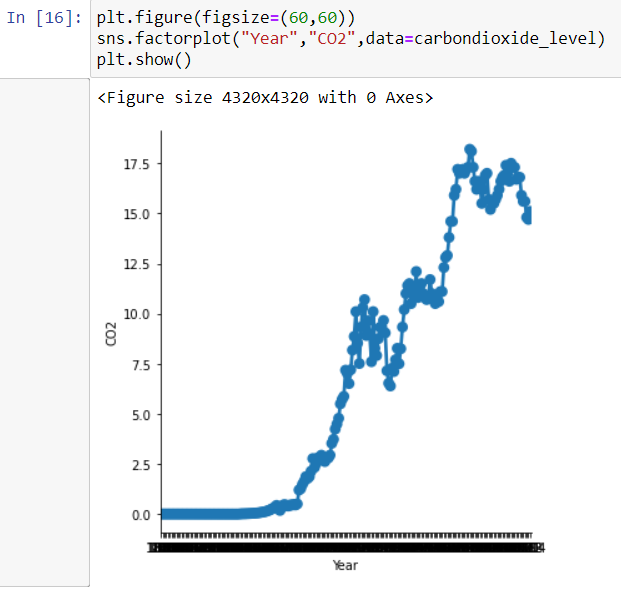 In [16]: plt.figure(figsize=(60,60))
sns.factorplot("Year","CO2",data=carbondioxide_level)
plt.show()
<Figure size 4320x4320 with 0 Axes>
17.5
15.0
12.5
10.0
7.5
5.0
2.5
0.0
CO2
Year